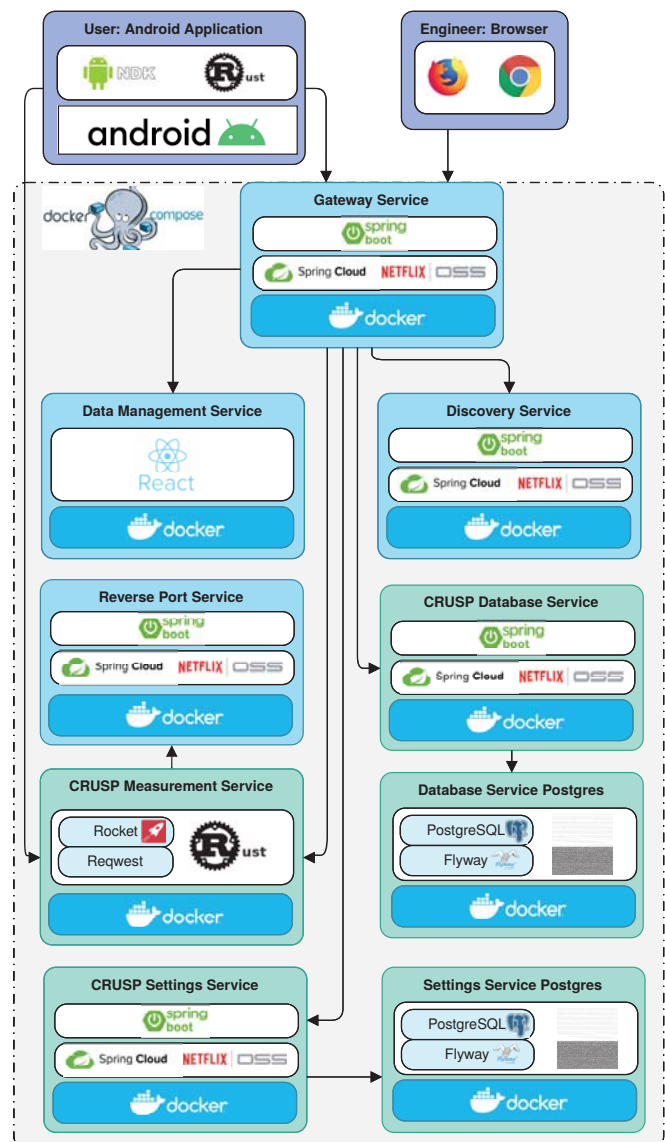 User: Android Application
NDK
Rust
android
Engineer: Browser
docker compose
Gateway Service
spring boot
Spring Cloud NETFLIX OSS
docker
Data Management Service
React
docker
Discovery Service
spring boot
Spring Cloud NETFLIX OSS
docker
Reverse Port Service
spring boot
Spring Cloud NETFLIX OSS
docker
CRUSP Database Service
spring boot
Spring Cloud NETFLIX OSS
docker
CRUSP Measurement Service
Rocket
Reqwest
Rust
docker
Database Service Postgres
PostgreSQL
Flyway
docker
CRUSP Settings Service
spring boot
Spring Cloud NETFLIX OSS
docker
Settings Service Postgres
PostgreSQL
Flyway
docker